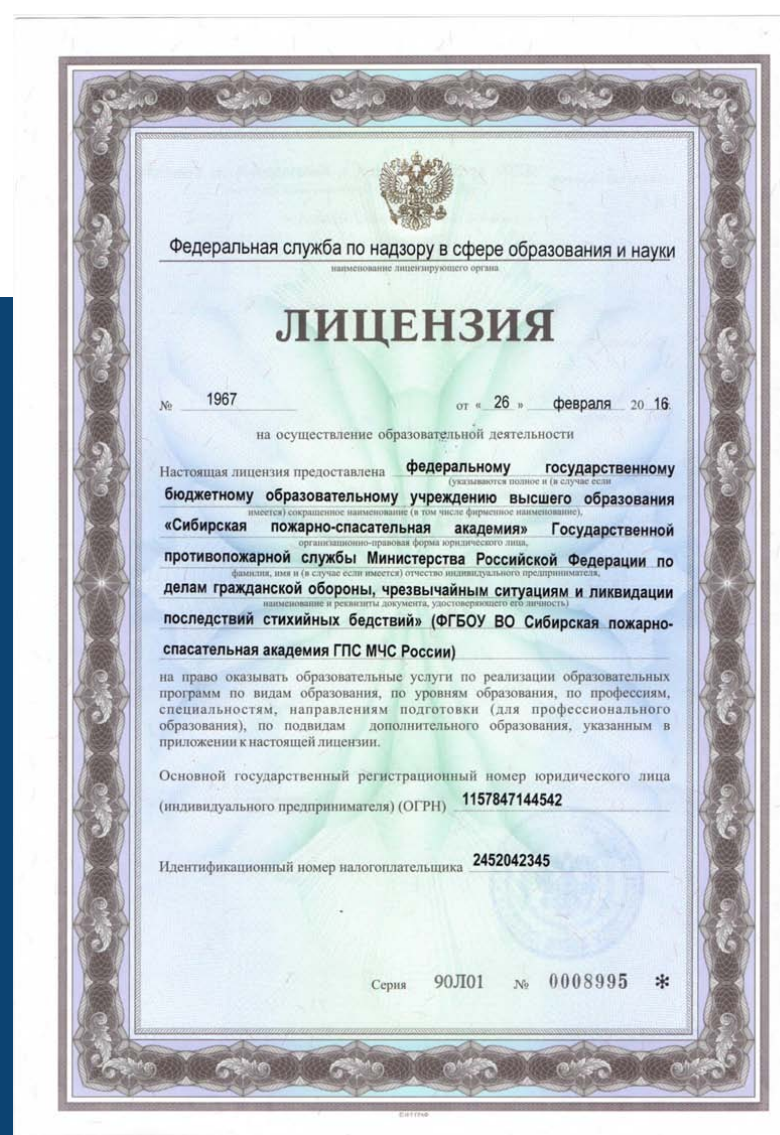 Федеральная служба по надзору в сфере образования и науки
наименование лицензирующего органа
ЛИЦЕНЗИЯ
№ 1967 от « 26 » февраля 20 16 г.
на осуществление образовательной деятельности
Настоящая лицензия предоставлена федеральному государственному
(указываются полное и (в случае если
бюджетному образовательному учреждению высшего образования
имеется) сокращенное наименование (в том числе фирменное наименование),
«Сибирская пожарно-спасательная академия» Государственной
организационно-правовая форма юридического лица,
противопожарной службы Министерства Российской Федерации по
фамилия, имя и (в случае если имеется) отчество индивидуального предпринимателя,
делам гражданской обороны, чрезвычайным ситуациям и ликвидации
наименование и реквизиты документа, удостоверяющего его личность)
последствий стихийных бедствий» (ФГБОУ ВО Сибирская пожарно-
спасательная академия ГПС МЧС России)
на право оказывать образовательные услуги по реализации образовательных
программ по видам образования, по уровням образования, по профессиям,
специальностям, направлениям подготовки (для профессионального
образования), по подвидам дополнительного образования, указанным в
приложении к настоящей лицензии.
Основной государственный регистрационный номер юридического лица
(индивидуального предпринимателя) (ОГРН) 1157847144542
Идентификационный номер налогоплательщика 2452042345
Серия 90Л01 № 0008995 *